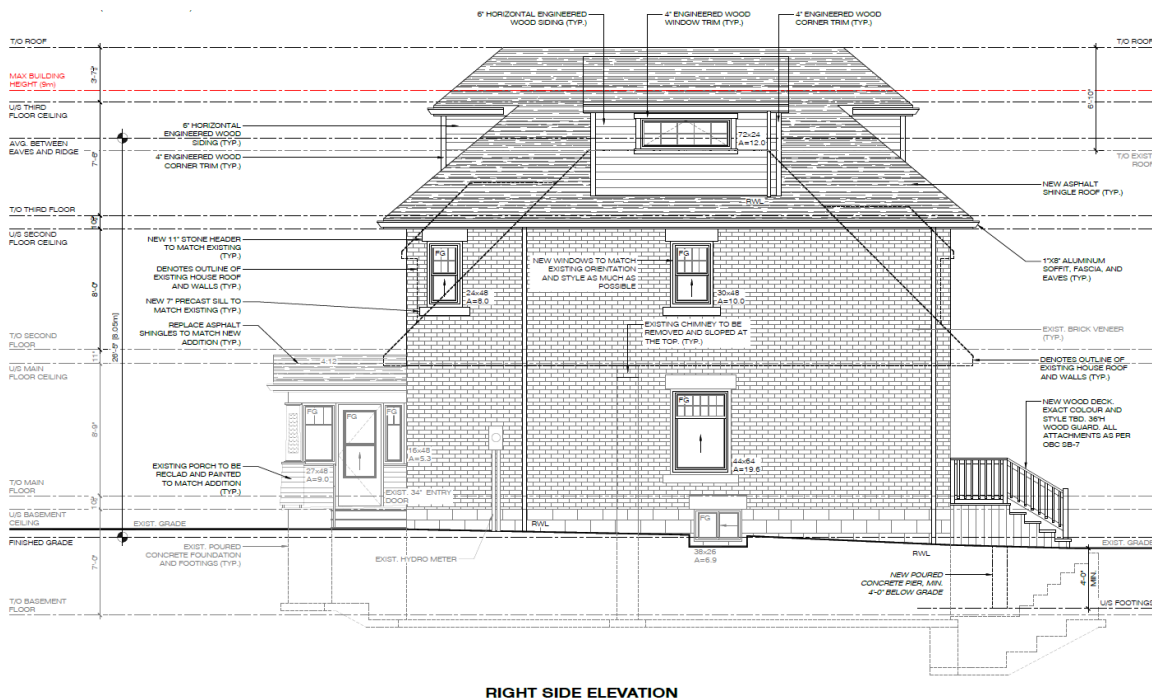 6" HORIZONTAL ENGINEERED
WOOD SIDING (TYP.)
4" ENGINEERED WOOD
WINDOW TRIM (TYP.)
4" ENGINEERED WOOD
CORNER TRIM (TYP.)
T/O ROOF
T/O ROOF
MAX BUILDING
HEIGHT (9m)
6'-10"
U/S THIRD
FLOOR CEILING
6" HORIZONTAL
ENGINEERED WOOD
SIDING (TYP.)
AVG. BETWEEN
EAVES AND RIDGE
72x24
A=12.0
4" ENGINEERED WOOD
CORNER TRIM (TYP.)
T/O EXIST
ROOF
7'-8"
NEW ASPHALT
SHINGLE ROOF (TYP.)
RWL
T/O THIRD FLOOR
U/S SECOND
FLOOR CEILING
NEW 11" STONE HEADER
TO MATCH EXISTING
(TYP.)
FG
FG
NEW WINDOWS TO MATCH
EXISTING ORIENTATION
AND STYLE AS MUCH AS
POSSIBLE
1"X8" ALUMINUM
SOFFIT, FASCIA, AND
EAVES (TYP.)
DENOTES OUTLINE OF
EXISTING HOUSE ROOF
AND WALLS (TYP.)
8'-0"
24x48
A=8.0
30x48
A=10.0
NEW 7" PRECAST SILL TO
MATCH EXISTING (TYP.)
REPLACE ASPHALT
SHINGLES TO MATCH NEW
ADDITION (TYP.)
EXISTING CHIMNEY TO BE
REMOVED AND SLOPED AT
THE TOP. (TYP.)
EXIST. BRICK VENEER
(TYP.)
T/O SECOND
FLOOR
11"
4:12
U/S MAIN
FLOOR CEILING
DENOTES OUTLINE OF
EXISTING HOUSE ROOF
AND WALLS (TYP.)
FG
FG
FG
FG
8'-9"
NEW WOOD DECK.
EXACT COLOUR AND
STYLE TBD. 36"H
WOOD GUARD. ALL
ATTACHMENTS AS PER
OBC SB-7
16x48
A=5.3
44x64
A=19.6
27x48
A=9.0
EXISTING PORCH TO BE
RECLAD AND PAINTED
TO MATCH ADDITION
(TYP.)
T/O MAIN
FLOOR
EXIST. 34" ENTRY
DOOR
10"
U/S BASEMENT
CEILING
EXIST. GRADE
RWL
FG
FINISHED GRADE
EXIST. GRADE
EXIST. POURED
CONCRETE FOUNDATION
AND FOOTINGS (TYP.)
EXIST. HYDRO METER
38x26
A=6.9
RWL
7'-0"
NEW POURED
CONCRETE PIER, MIN.
4'-0" BELOW GRADE
4'-0"
MIN.
T/O BASEMENT
FLOOR
U/S FOOTINGS
RIGHT SIDE ELEVATION